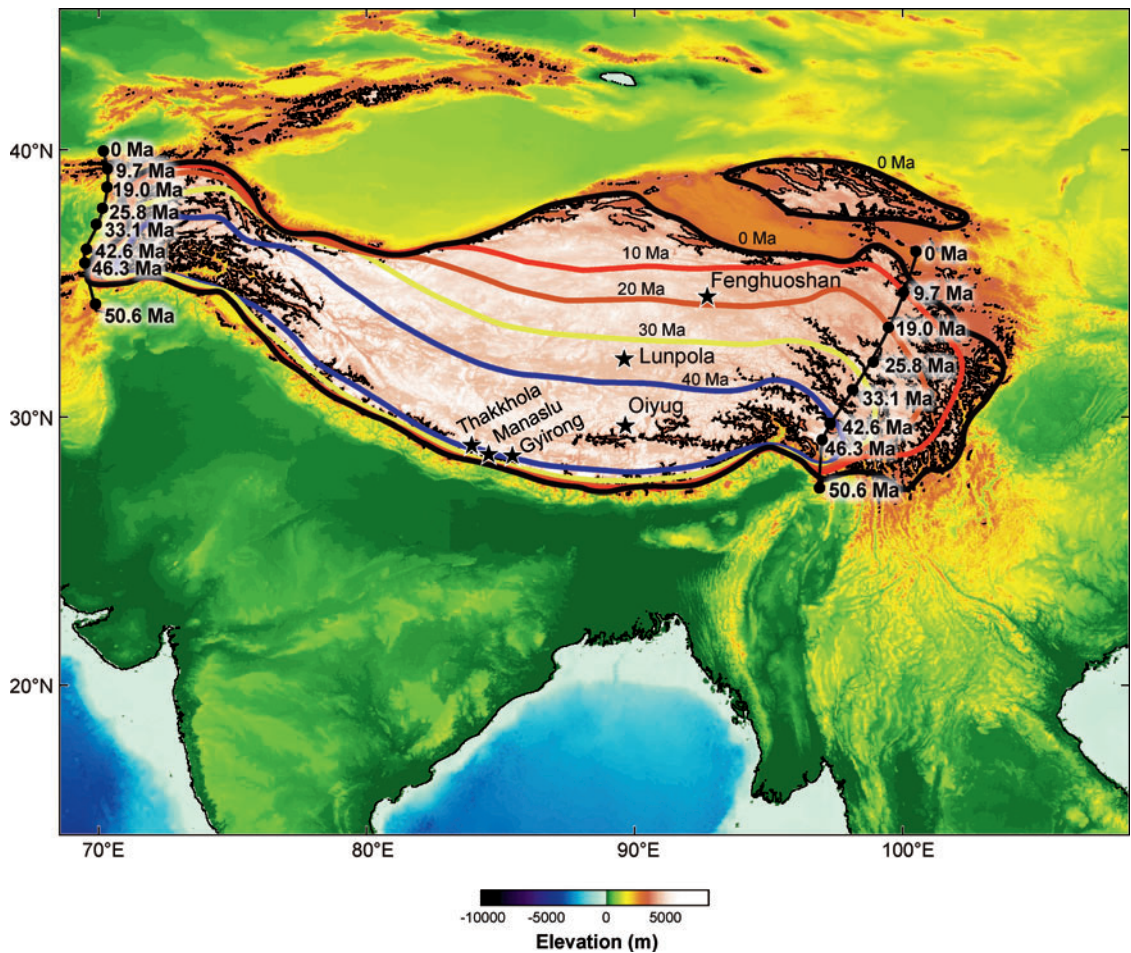 40°N
30°N
20°N
70°E
80°E
90°E
100°E
0 Ma
9.7 Ma
19.0 Ma
25.8 Ma
33.1 Ma
42.6 Ma
46.3 Ma
50.6 Ma
0 Ma
0 Ma
10 Ma
20 Ma
30 Ma
40 Ma
Fenghuoshan
Lunpola
Oiyug
Thakkhola
Manaslu
Gyirong
0 Ma
9.7 Ma
19.0 Ma
25.8 Ma
33.1 Ma
42.6 Ma
46.3 Ma
50.6 Ma
-10000 -5000 0 5000
Elevation (m)